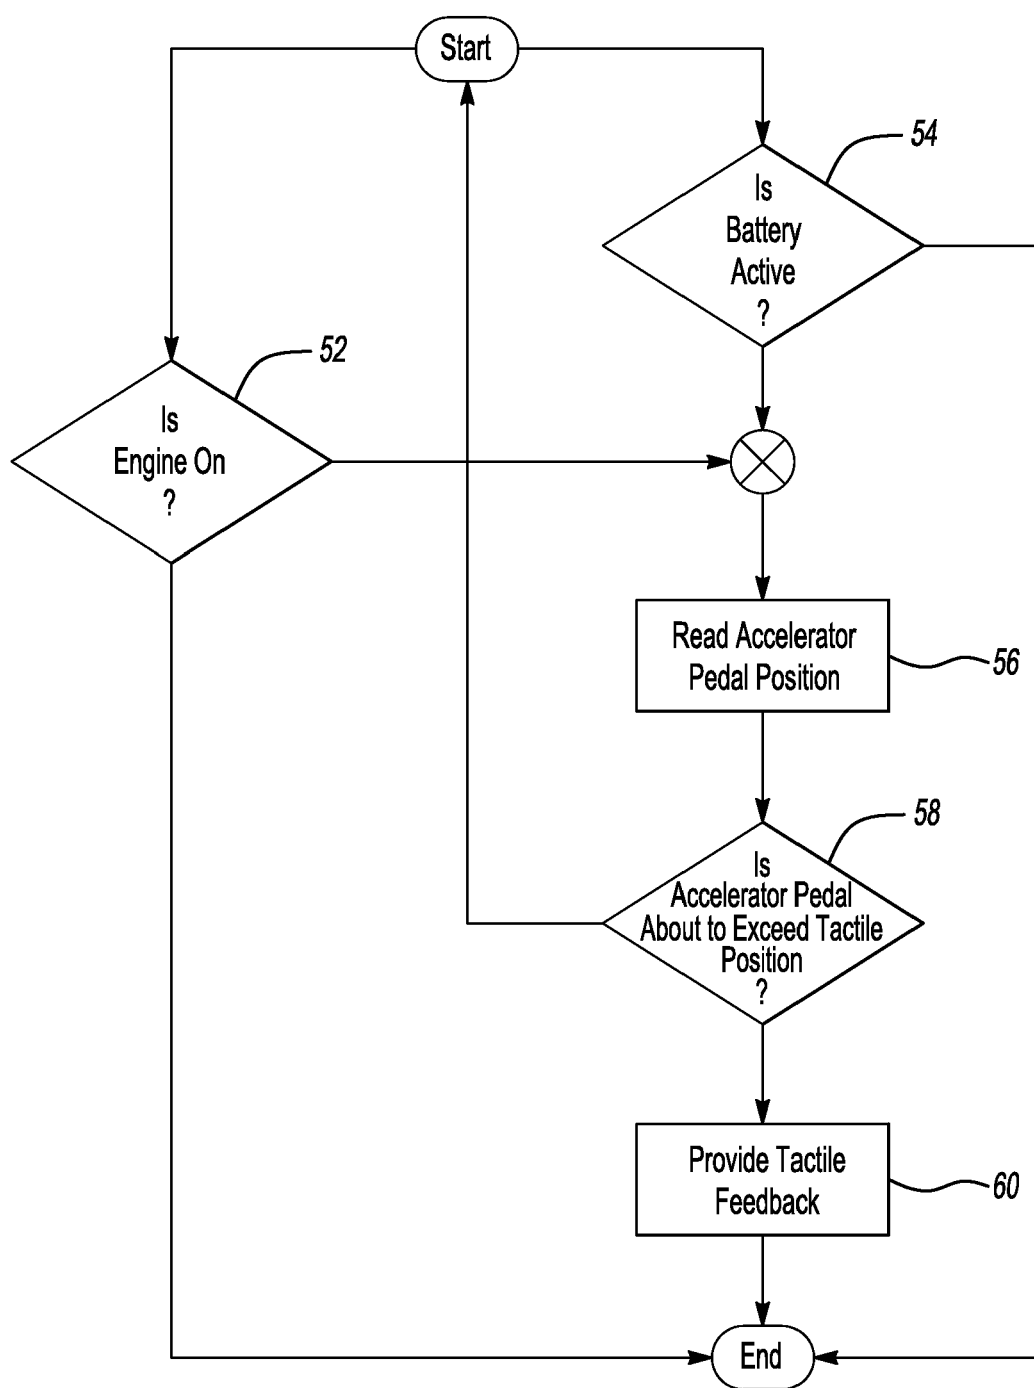 Start
54
Is
Battery
Active
?
52
Is
Engine On
?
Read Accelerator
Pedal Position
56
58
Is
Accelerator Pedal
About to Exceed Tactile
Position
?
Provide Tactile
Feedback
60
End